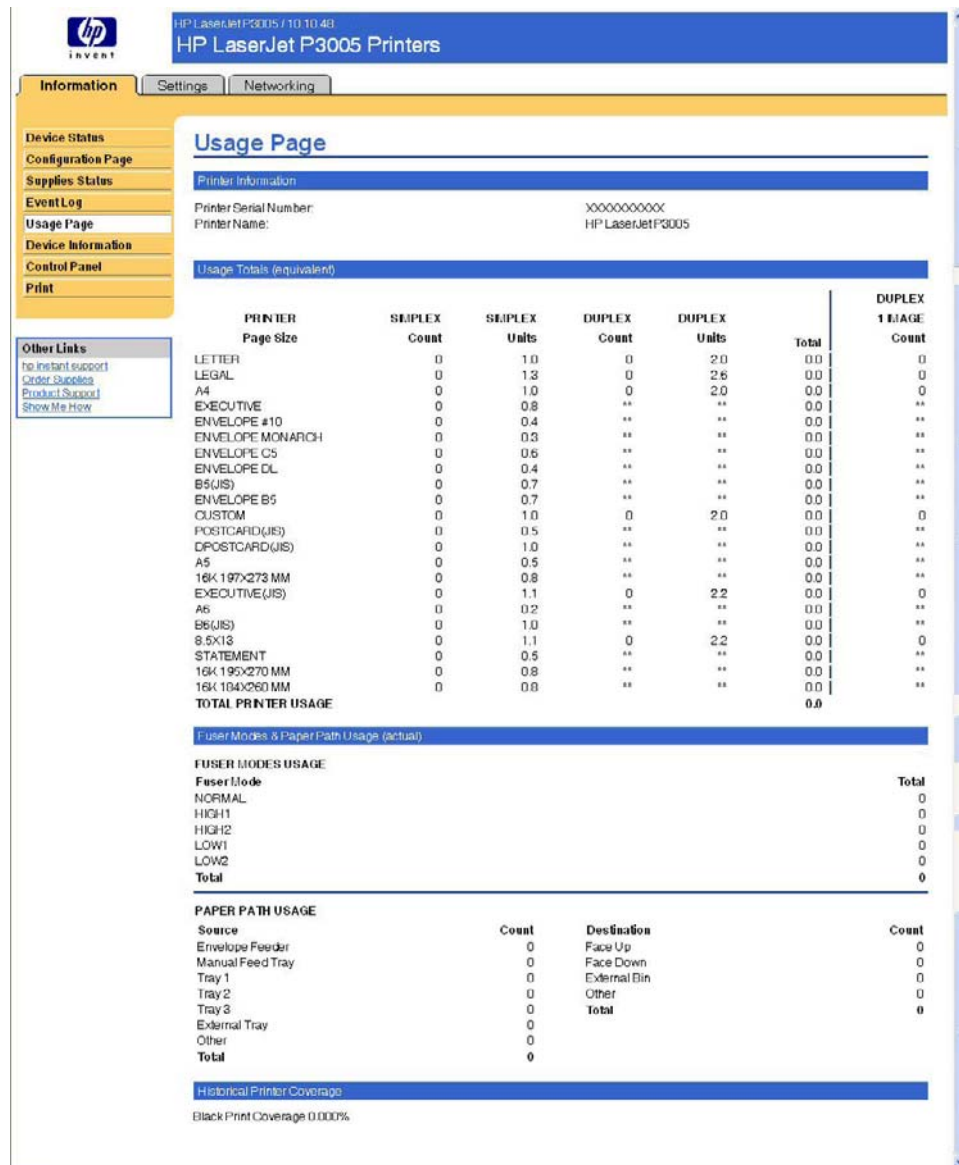 hp
invent
HP LaserJet P3005 / 10.10.48.
HP LaserJet P3005 Printers
Information Settings Networking
Device Status
Configuration Page
Supplies Status
Event Log
Usage Page
Device Information
Control Panel
Print
Other Links
hp instant support
Order Supplies
Product Support
Show Me How
Usage Page
Printer Information
Printer Serial Number: XXXXXXXXXX
Printer Name: HP LaserJet P3005
Usage Totals (equivalent)
DUPLEX
PRINTER SIMPLEX SIMPLEX DUPLEX DUPLEX 1 IMAGE
Page Size Count Units Count Units Total Count
LETTER 0 1.0 0 2.0 0.0 0
LEGAL 0 1.3 0 2.6 0.0 0
A4 0 1.0 0 2.0 0.0 0
EXECUTIVE 0 0.8 ** ** 0.0 **
ENVELOPE #10 0 0.4 ** ** 0.0 **
ENVELOPE MONARCH 0 0.3 ** ** 0.0 **
ENVELOPE C5 0 0.6 ** ** 0.0 **
ENVELOPE DL 0 0.4 ** ** 0.0 **
B5(JIS) 0 0.7 ** ** 0.0 **
ENVELOPE B5 0 0.7 ** ** 0.0 **
CUSTOM 0 1.0 0 2.0 0.0 0
POSTCARD(JIS) 0 0.5 ** ** 0.0 **
DPOSTCARD(JIS) 0 1.0 ** ** 0.0 **
A5 0 0.5 ** ** 0.0 **
16K 197X273 MM 0 0.8 ** ** 0.0 **
EXECUTIVE(JIS) 0 1.1 0 2.2 0.0 0
A6 0 0.2 ** ** 0.0 **
B6(JIS) 0 1.0 ** ** 0.0 **
8.5X13 0 1.1 0 2.2 0.0 0
STATEMENT 0 0.5 ** ** 0.0 **
16K 195X270 MM 0 0.8 ** ** 0.0 **
16K 184X260 MM 0 0.8 ** ** 0.0 **
TOTAL PRINTER USAGE 0.0
Fuser Modes & Paper Path Usage (actual)
FUSER MODES USAGE
Fuser Mode Total
NORMAL 0
HIGH1 0
HIGH2 0
LOW1 0
LOW2 0
Total 0
PAPER PATH USAGE
Source Count Destination Count
Envelope Feeder 0 Face Up 0
Manual Feed Tray 0 Face Down 0
Tray 1 0 External Bin 0
Tray 2 0 Other 0
Tray 3 0 Total 0
External Tray 0
Other 0
Total 0
Historical Printer Coverage
Black Print Coverage 0.000%